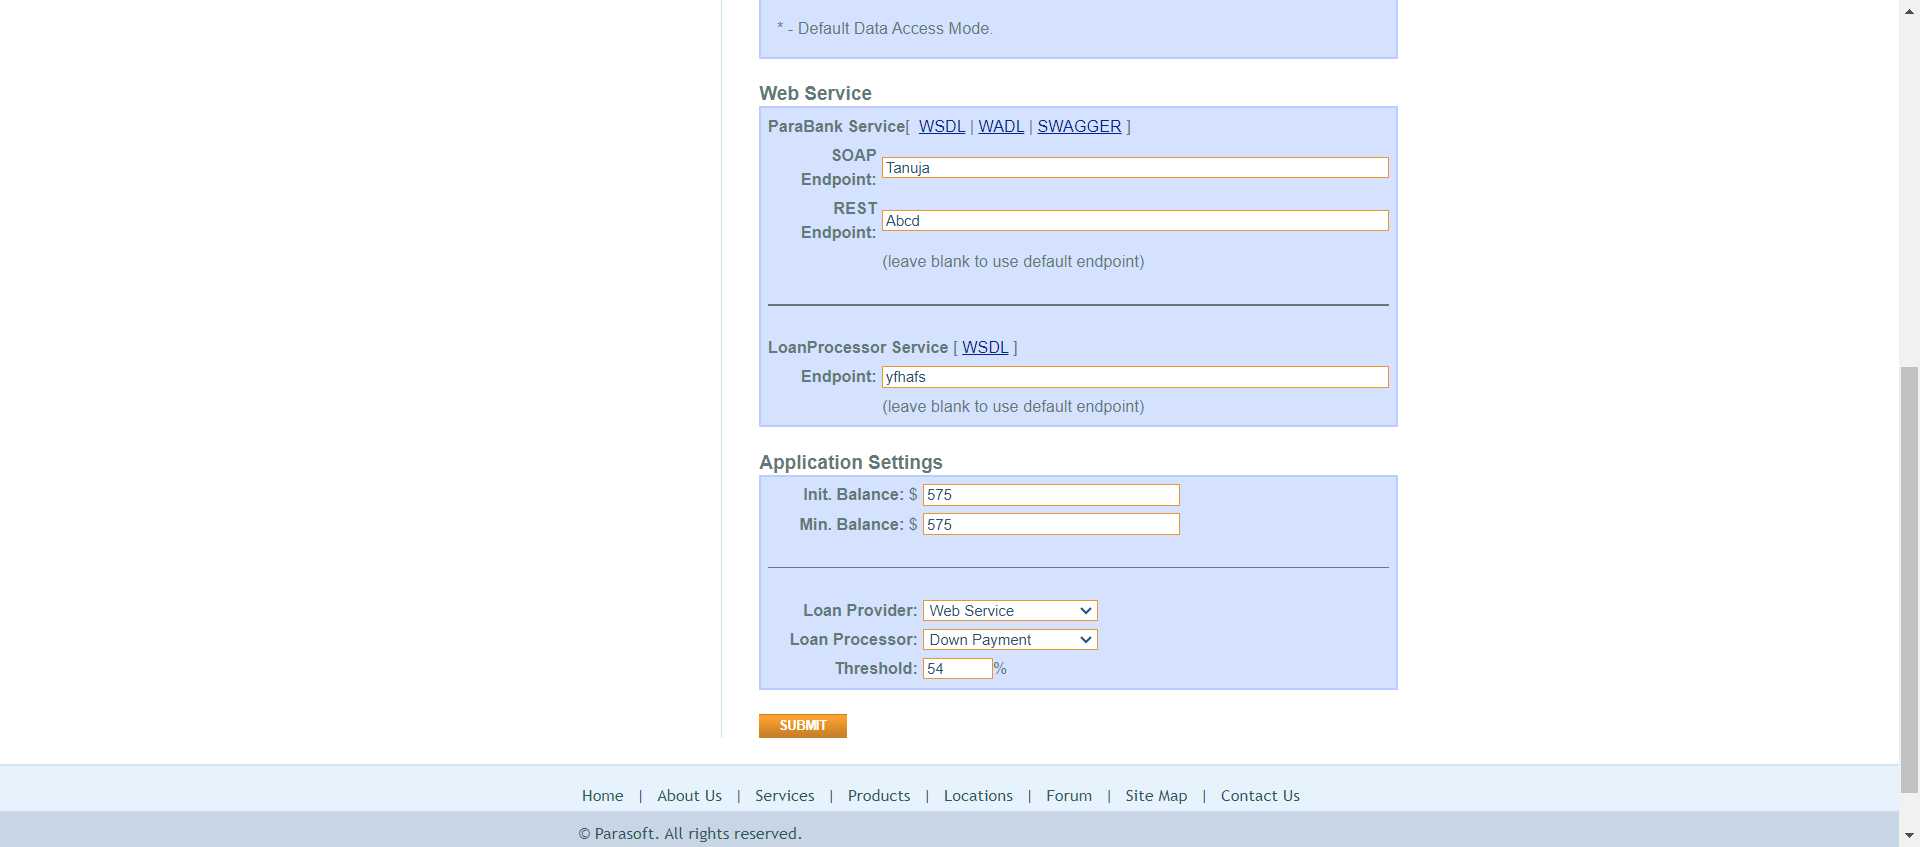 * - Default Data Access Mode.
Web Service
ParaBank Service[ WSDL | WADL | SWAGGER ]
SOAP
Endpoint: Tanuja
REST
Endpoint: Abcd
(leave blank to use default endpoint)
LoanProcessor Service [ WSDL ]
Endpoint: yfhafs
(leave blank to use default endpoint)
Application Settings
Init. Balance: $ 575
Min. Balance: $ 575
Loan Provider: Web Service
Loan Processor: Down Payment
Threshold: 54 %
SUBMIT
Home | About Us | Services | Products | Locations | Forum | Site Map | Contact Us
© Parasoft. All rights reserved.